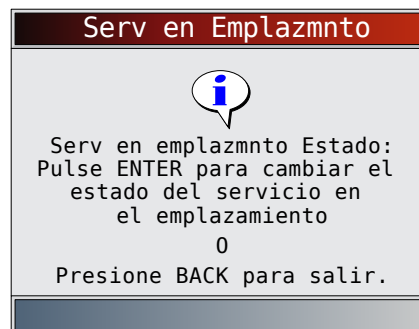 Serv en Emplazmnto
i
Serv en emplazmnto Estado:
Pulse ENTER para cambiar el
estado del servicio en
el emplazamiento
O
Presione BACK para salir.